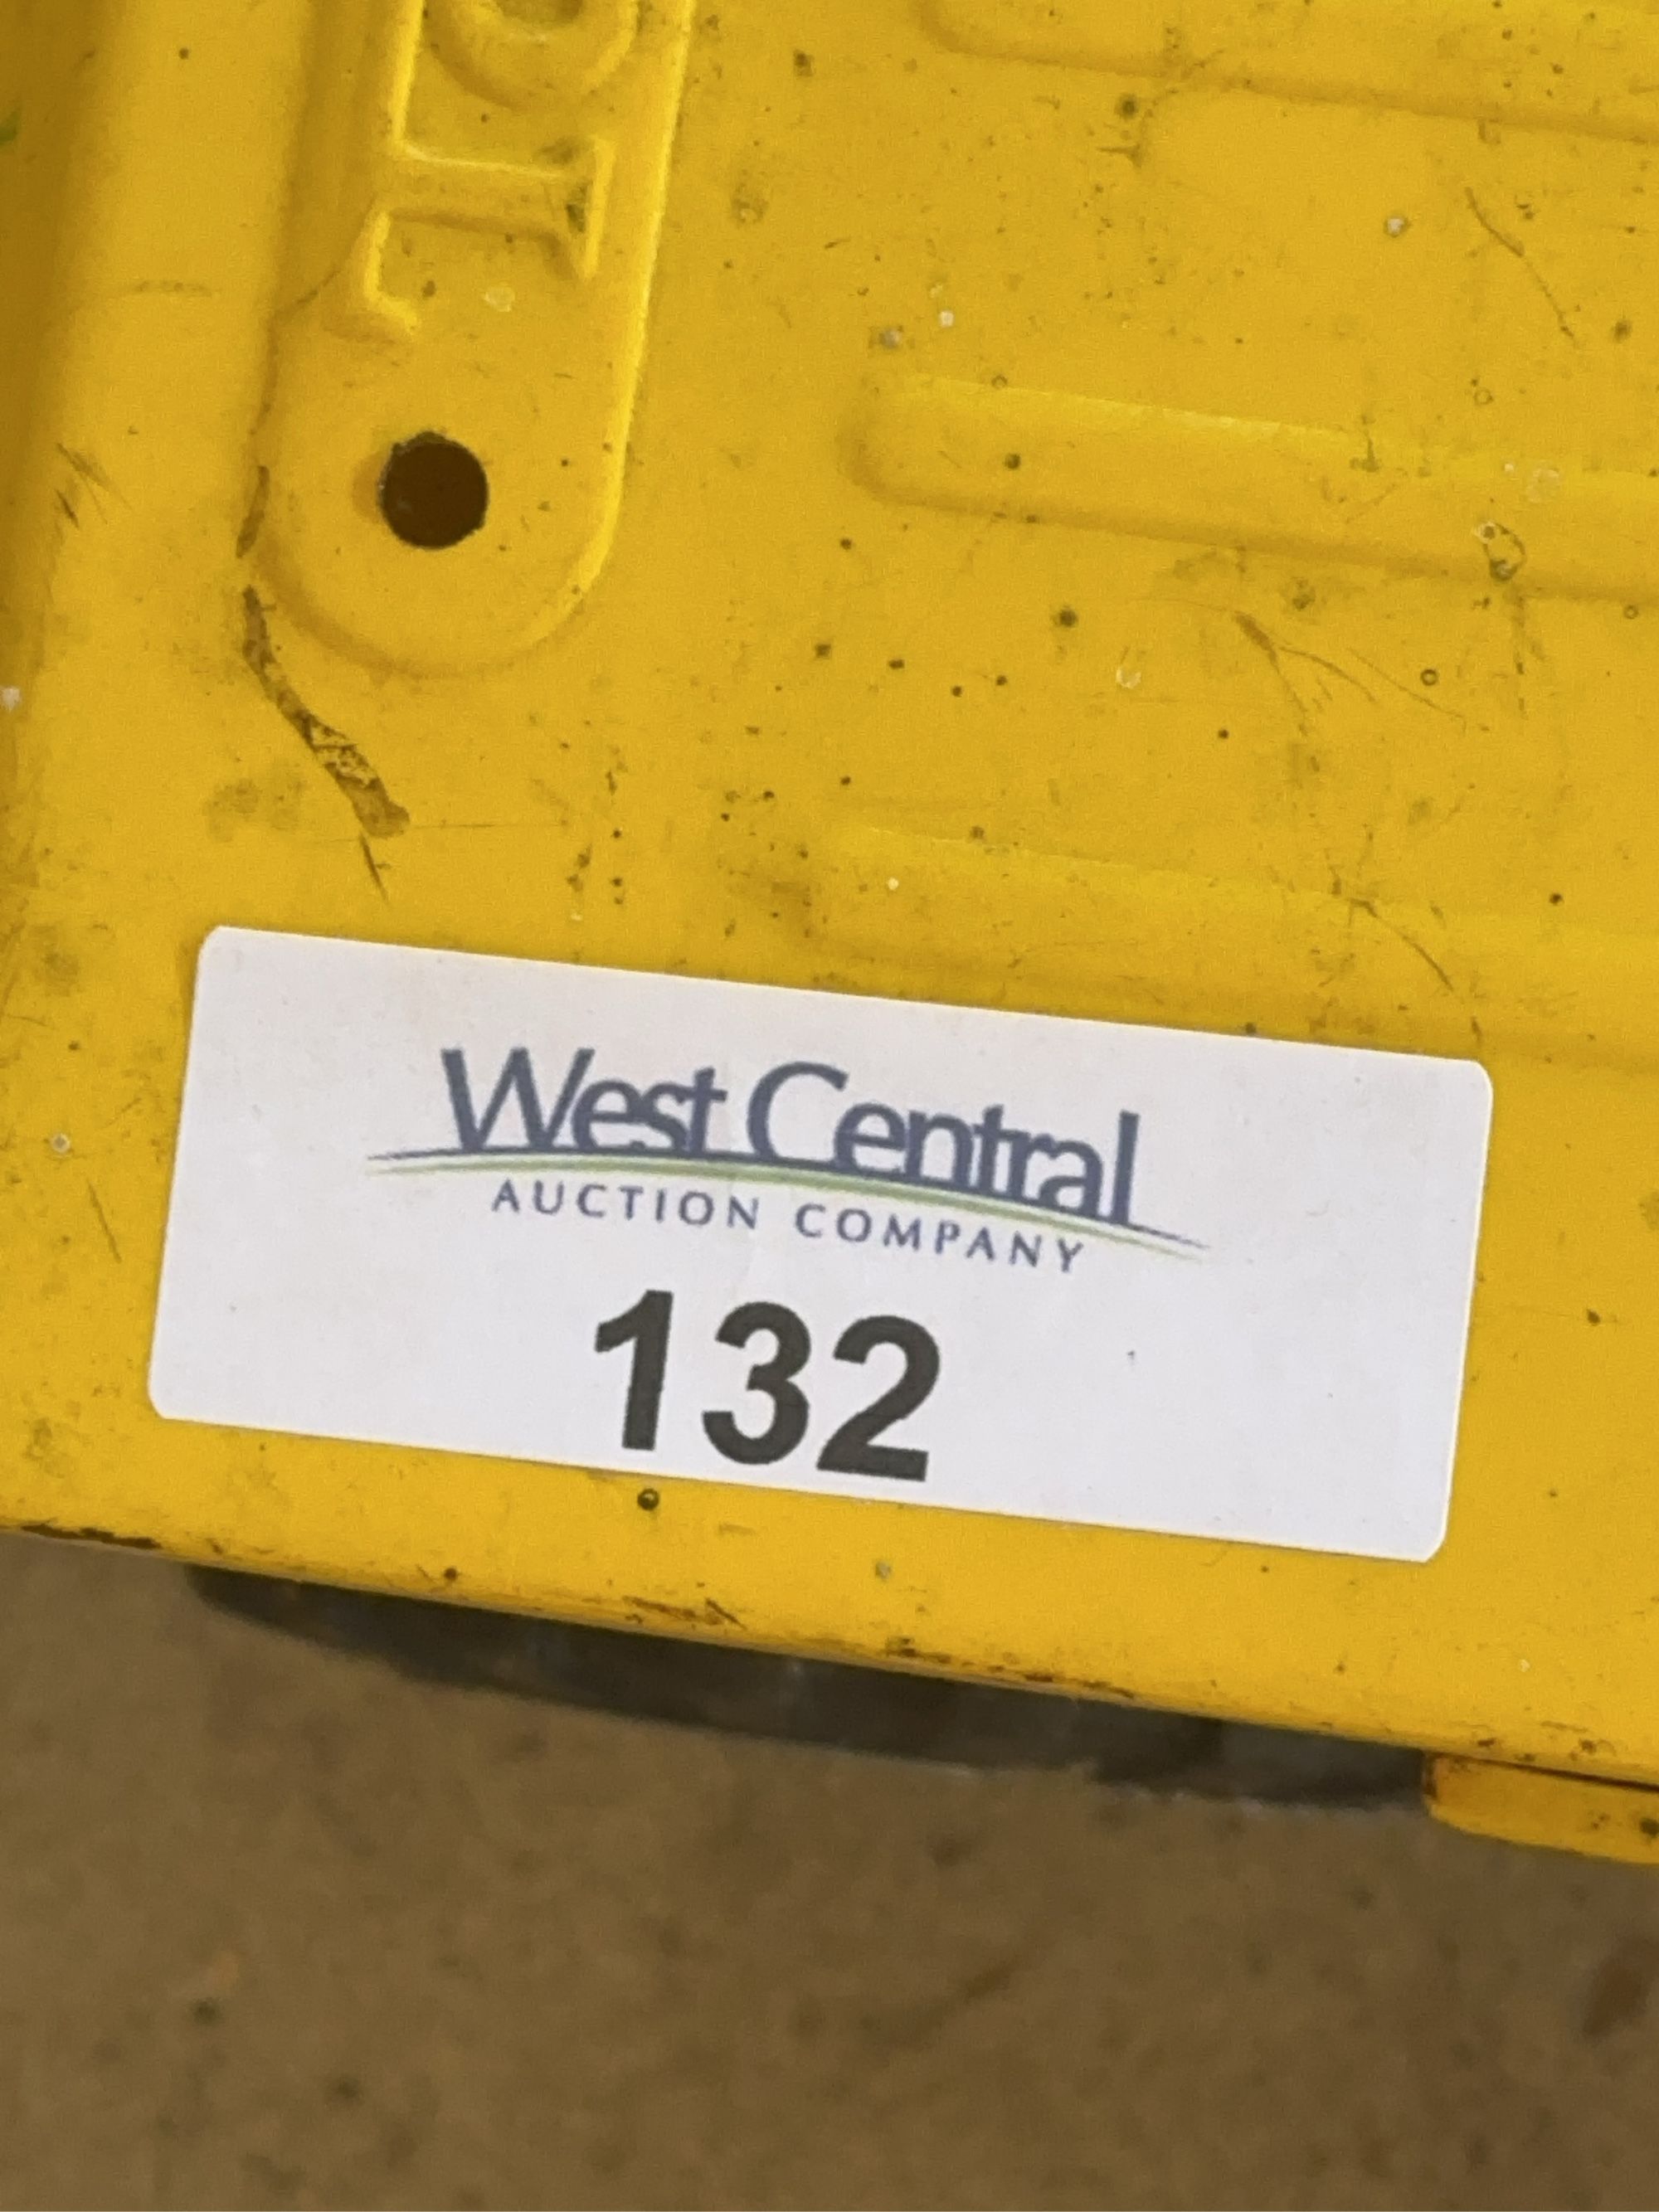 West Central
AUCTION COMPANY
132